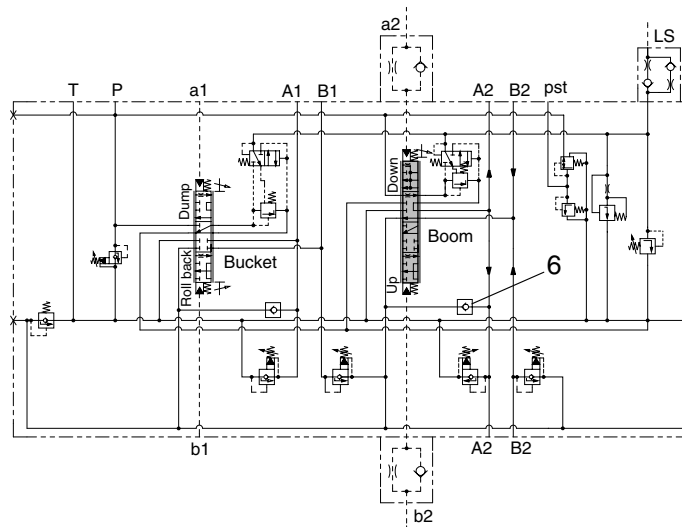 a2
LS
T P a1 A1 B1 A2 B2 pst
Dump
Down
Bucket
Boom
6
Roll back
Up
b1
A2 B2
b2